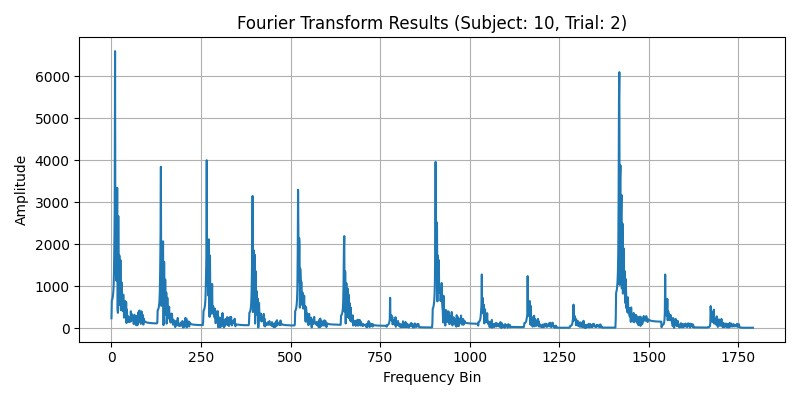 Fourier Transform Results (Subject: 10, Trial: 2)
6000
5000
4000
3000
2000
1000
0
Amplitude
0 250 500 750 1000 1250 1500 1750
Frequency Bin